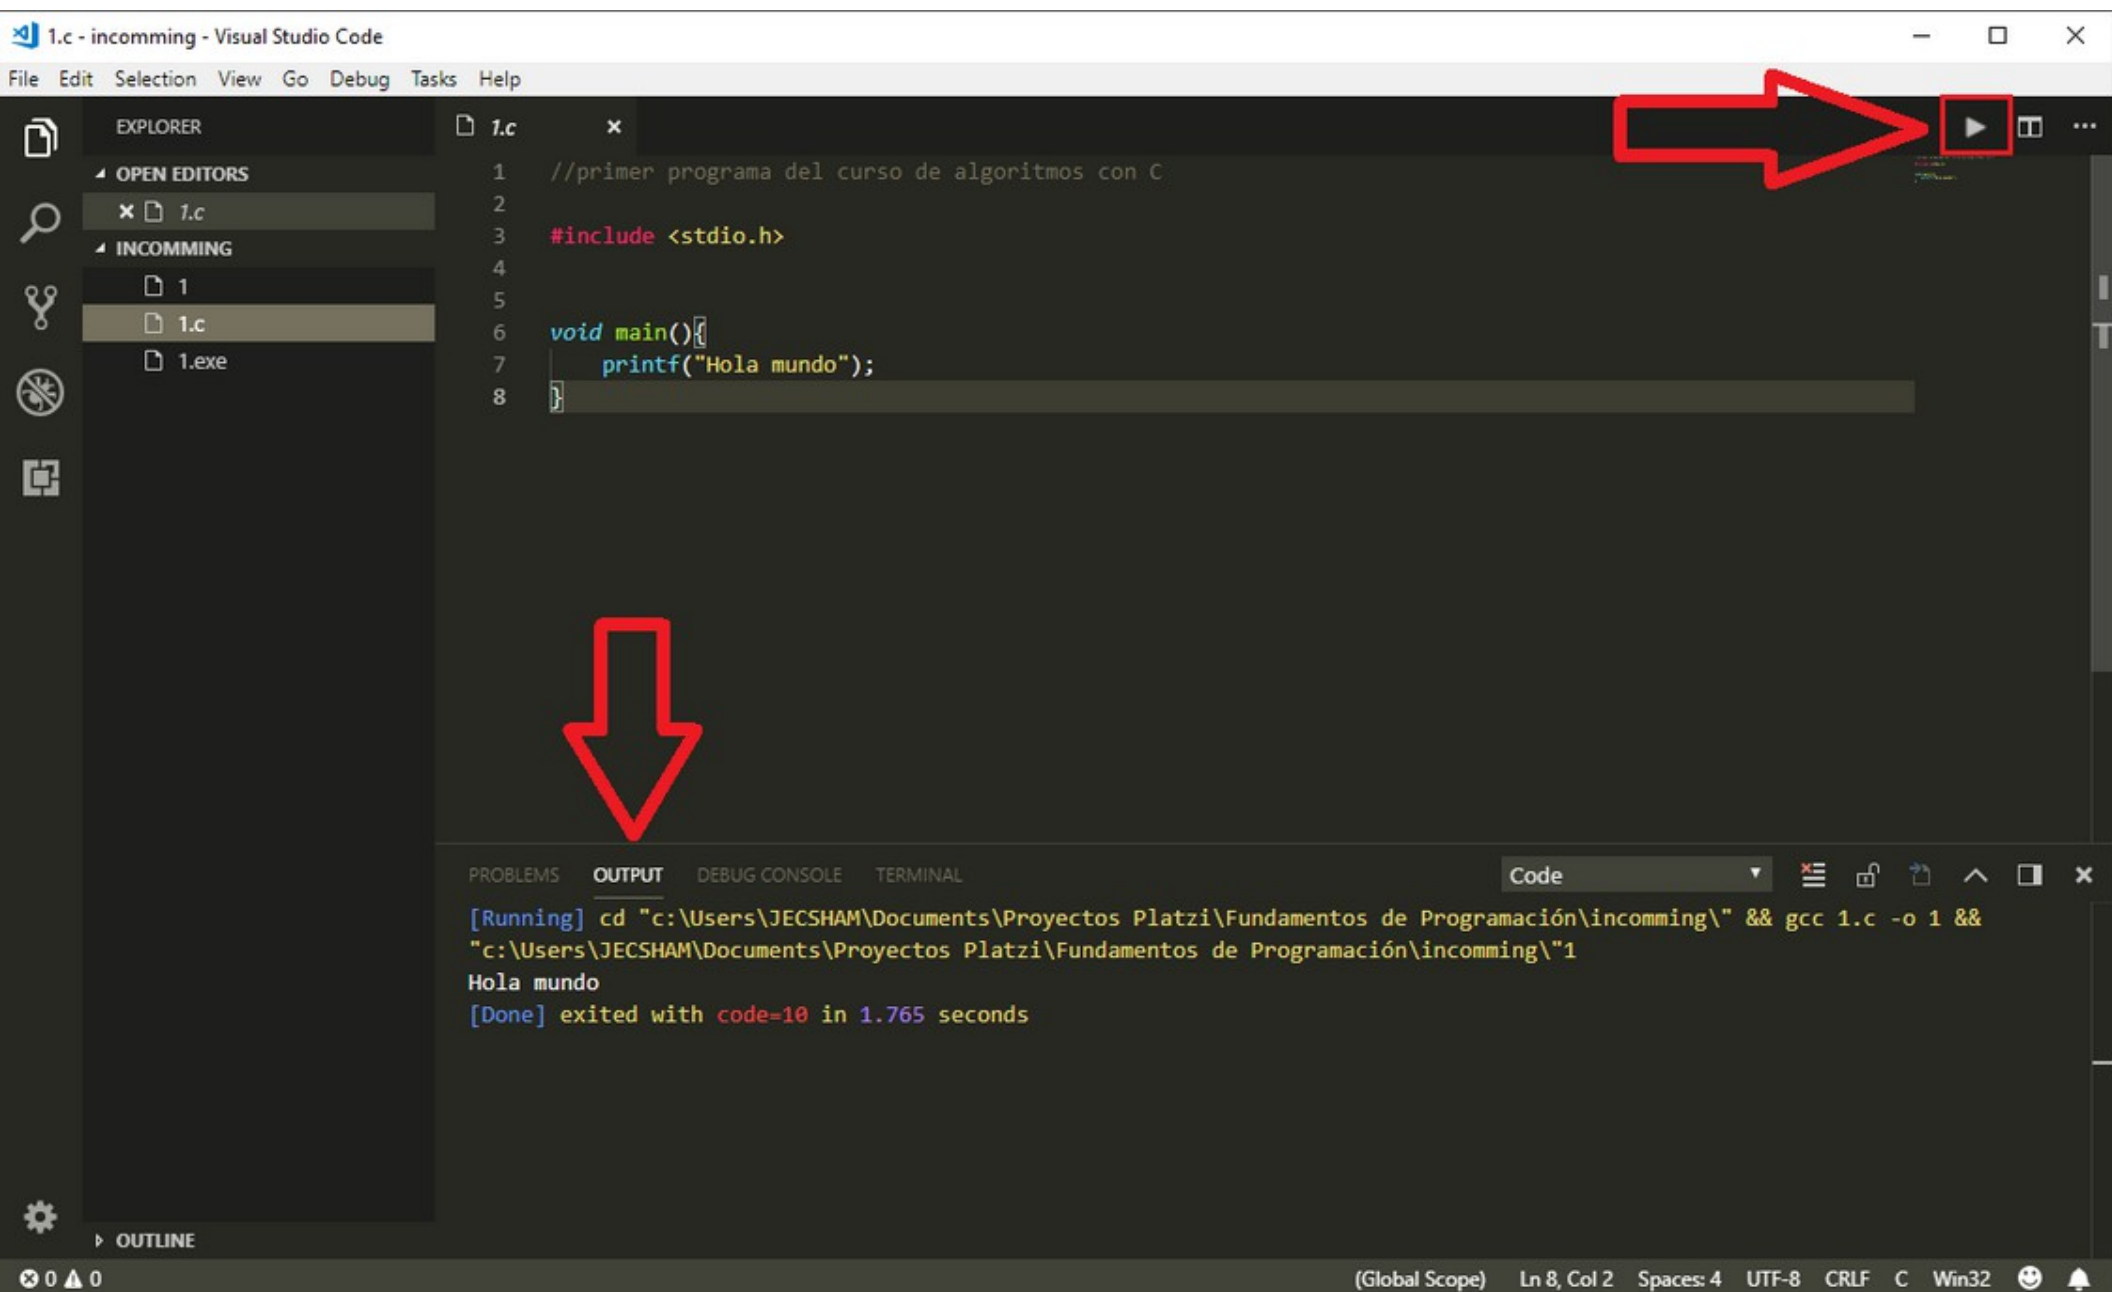 1.c - incomming - Visual Studio Code
File Edit Selection View Go Debug Tasks Help
EXPLORER
OPEN EDITORS
1.c
INCOMMING
1
1.c
1.exe
OUTLINE
1.c
1 //primer programa del curso de algoritmos con C
2
3 #include <stdio.h>
4
5
6 void main(){
7 printf("Hola mundo");
8 }
PROBLEMS OUTPUT DEBUG CONSOLE TERMINAL Code
[Running] cd "c:\Users\JECSHAM\Documents\Proyectos Platzi\Fundamentos de Programación\incomming\" && gcc 1.c -o 1 &&
"c:\Users\JECSHAM\Documents\Proyectos Platzi\Fundamentos de Programación\incomming\"1
Hola mundo
[Done] exited with code=10 in 1.765 seconds
0 0 (Global Scope) Ln 8, Col 2 Spaces: 4 UTF-8 CRLF C Win32